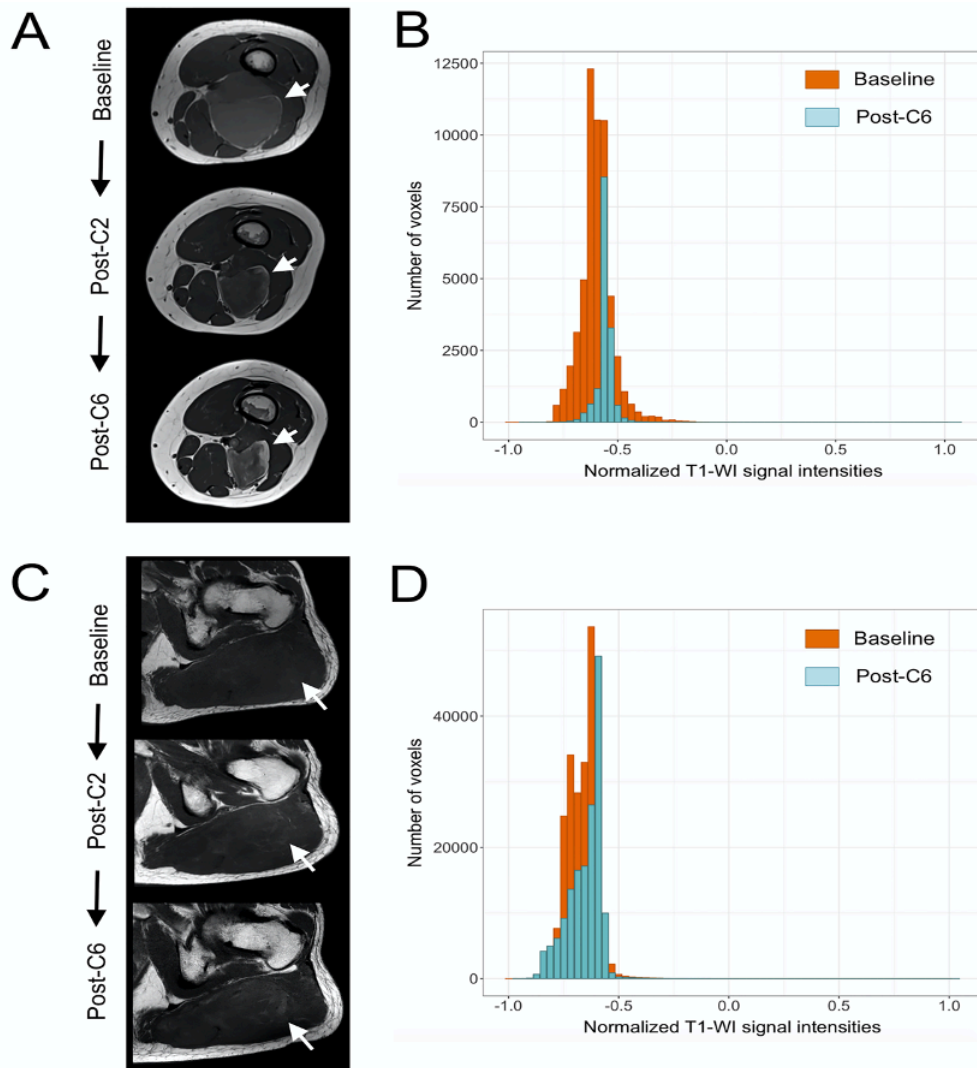 A
Baseline
Post-C2
Post-C6
B
Number of voxels
12500
10000
7500
5000
2500
0
-1.0
-0.5
0.0
0.5
1.0
Normalized T1-WI signal intensities
Baseline
Post-C6
C
Baseline
Post-C2
Post-C6
D
Number of voxels
40000
20000
0
-1.0
-0.5
0.0
0.5
1.0
Normalized T1-WI signal intensities
Baseline
Post-C6